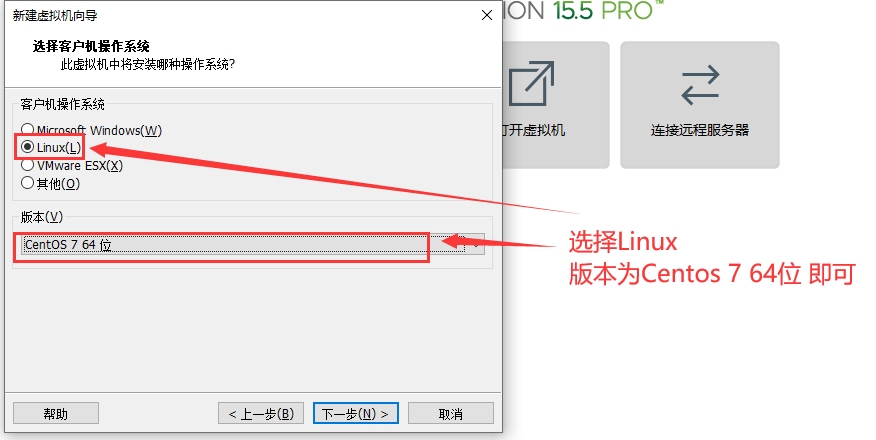 新建虚拟机向导
ION 15.5 PRO™
选择客户机操作系统
此虚拟机中将安装哪种操作系统?
客户机操作系统
Microsoft Windows(W)
Linux(L)
VMware ESX(X)
其他(O)
打开虚拟机
连接远程服务器
版本(V)
CentOS 7 64 位
选择Linux
版本为Centos 7 64位 即可
帮助
< 上一步(B)
下一步(N) >
取消